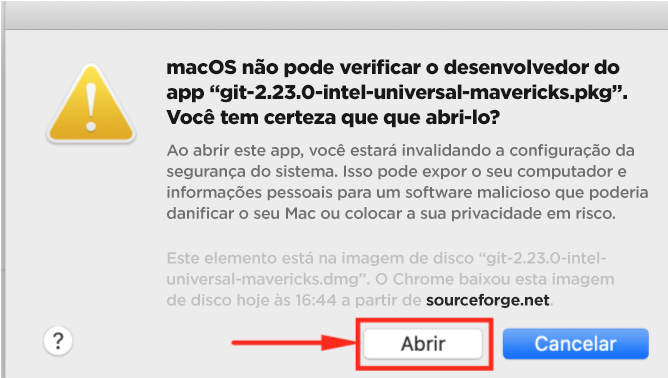 macOS não pode verificar o desenvolvedor do
app “git-2.23.0-intel-universal-mavericks.pkg”.
Você tem certeza que que abri-lo?
Ao abrir este app, você estará invalidando a configuração da
segurança do sistema. Isso pode expor o seu computador e
informações pessoais para um software malicioso que poderia
danificar o seu Mac ou colocar a sua privacidade em risco.
Este elemento está na imagem de disco “git-2.23.0-intel-
universal-mavericks.dmg”. O Chrome baixou esta imagem
de disco hoje às 16:44 a partir de sourceforge.net.
? Abrir Cancelar